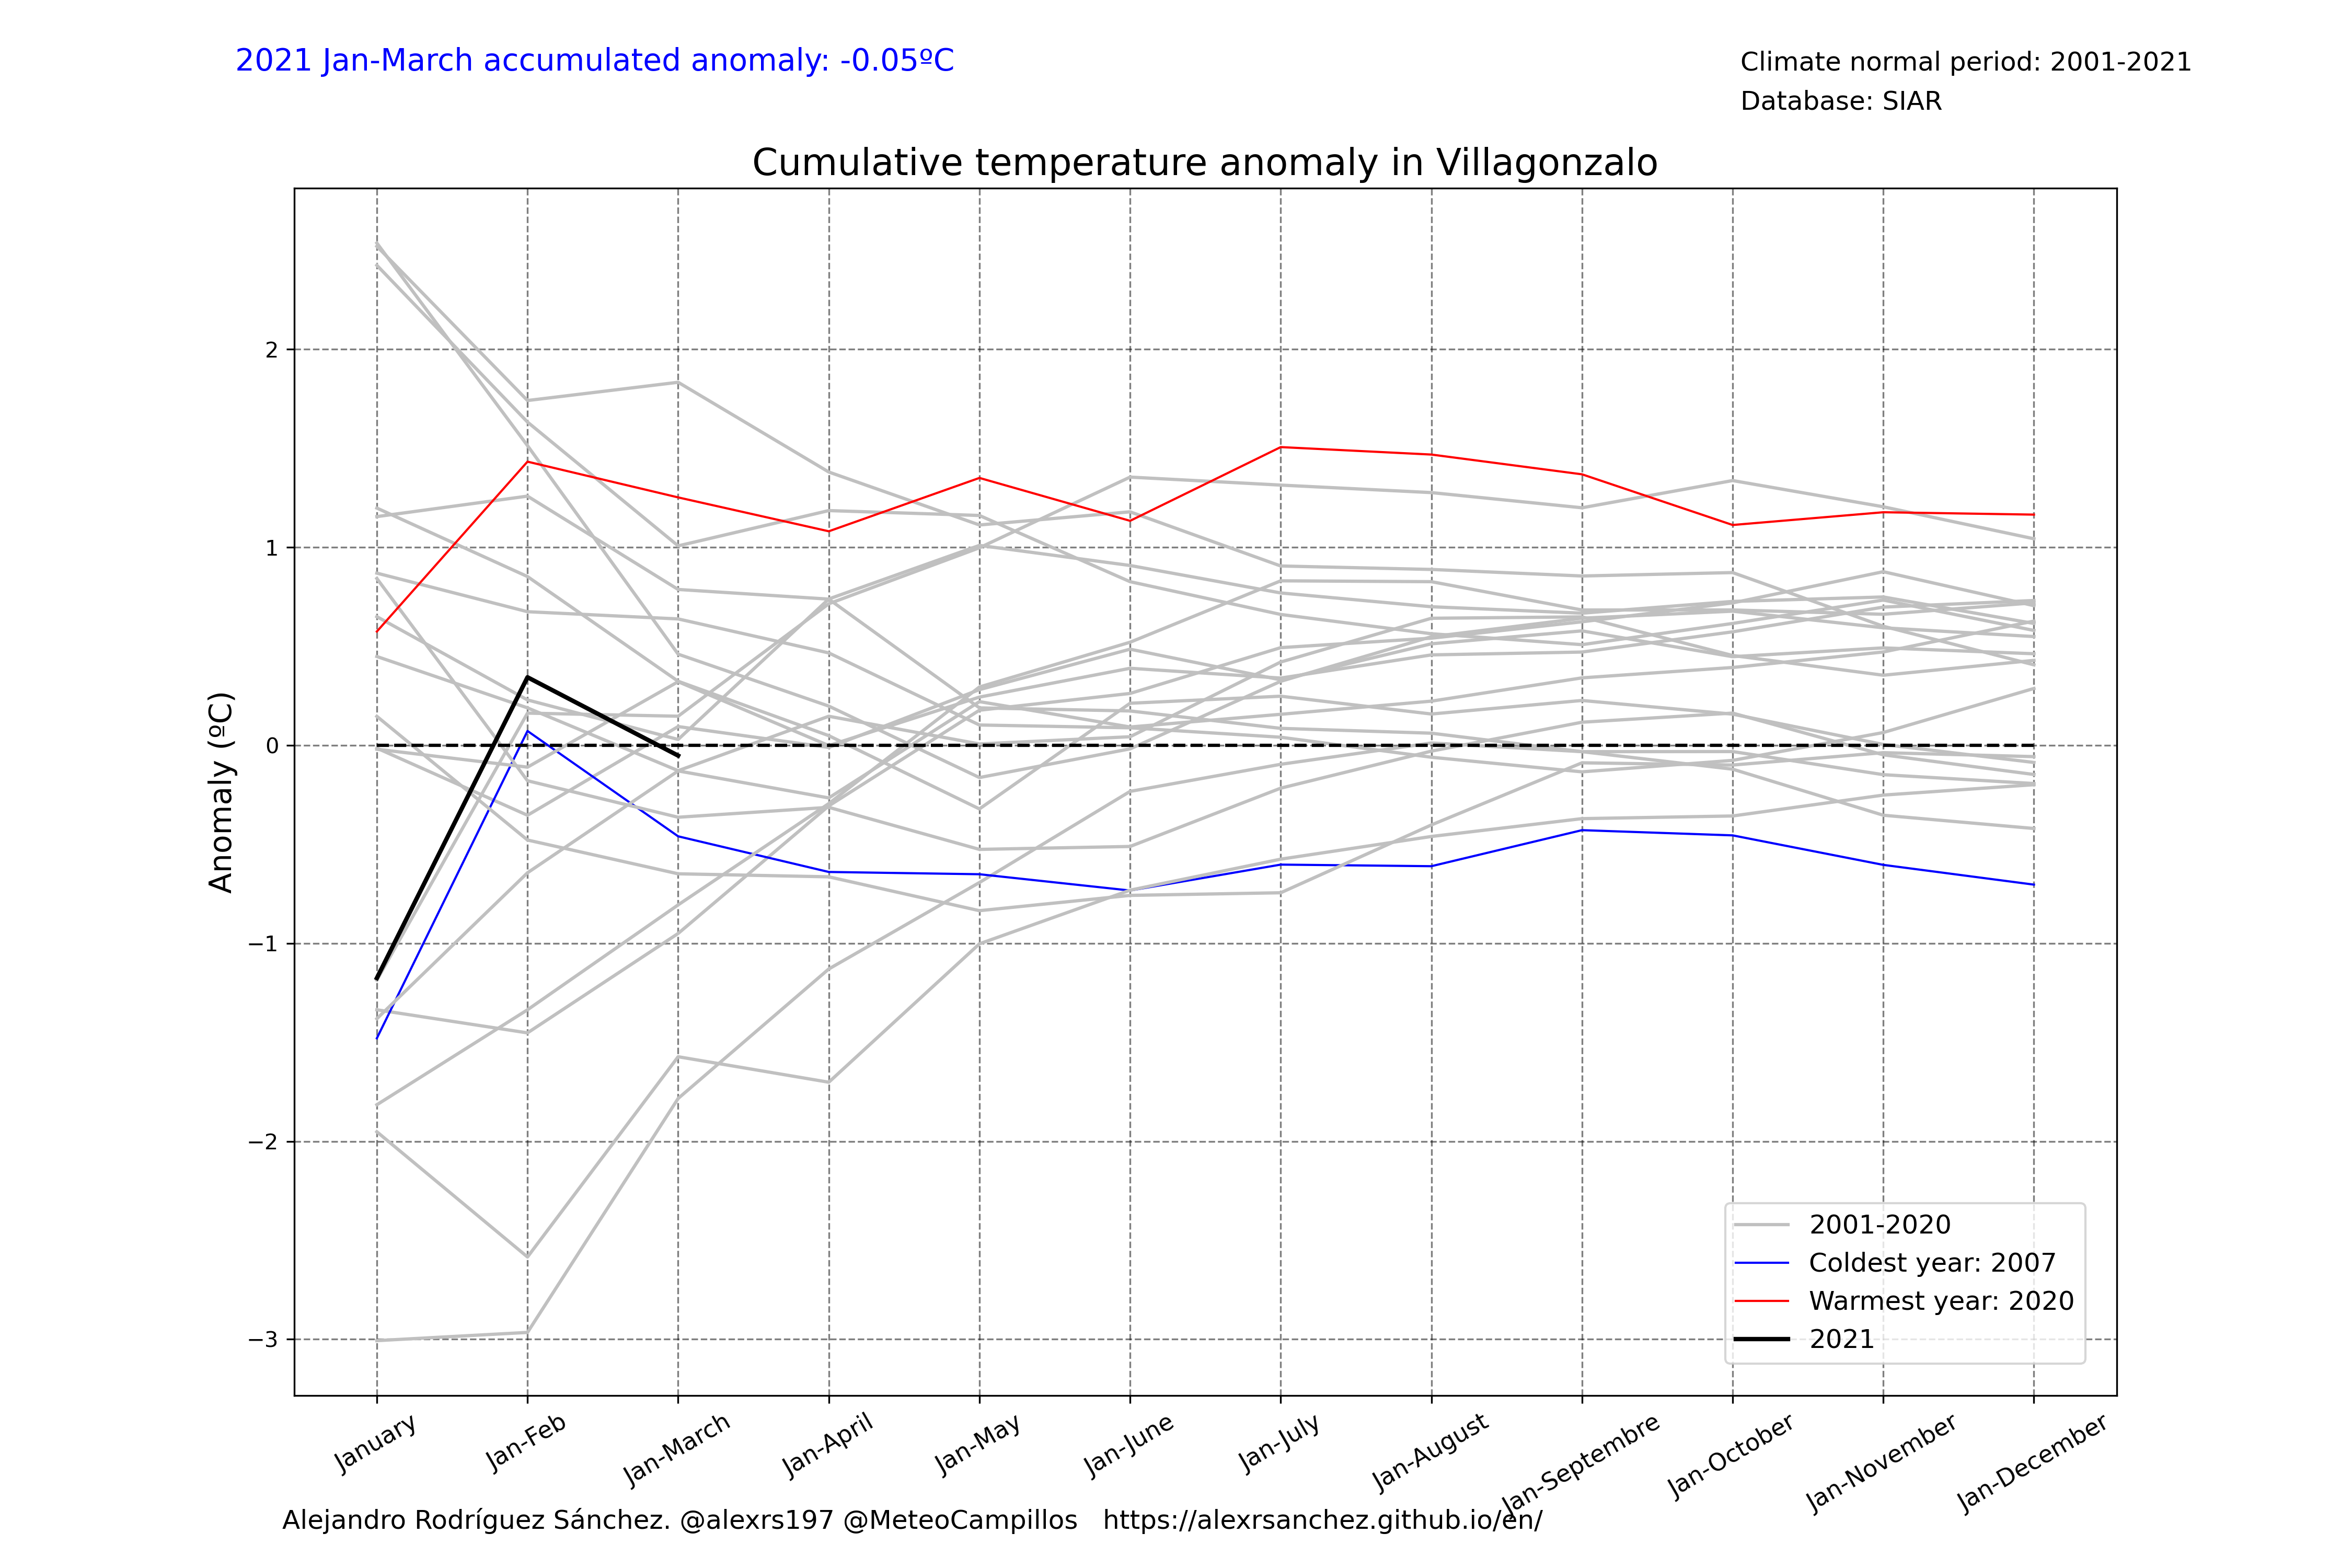 2021 Jan-March accumulated anomaly: -0.05ºC
Climate normal period: 2001-2021
Database: SIAR
Cumulative temperature anomaly in Villagonzalo
Anomaly (ºC)
2
1
0
−1
−2
−3
2001-2020
Coldest year: 2007
Warmest year: 2020
2021
January
Jan-Feb
Jan-March
Jan-April
Jan-May
Jan-June
Jan-July
Jan-August
Jan-Septembre
Jan-October
Jan-November
Jan-December
Alejandro Rodríguez Sánchez. @alexrs197 @MeteoCampillos   https://alexrsanchez.github.io/en/